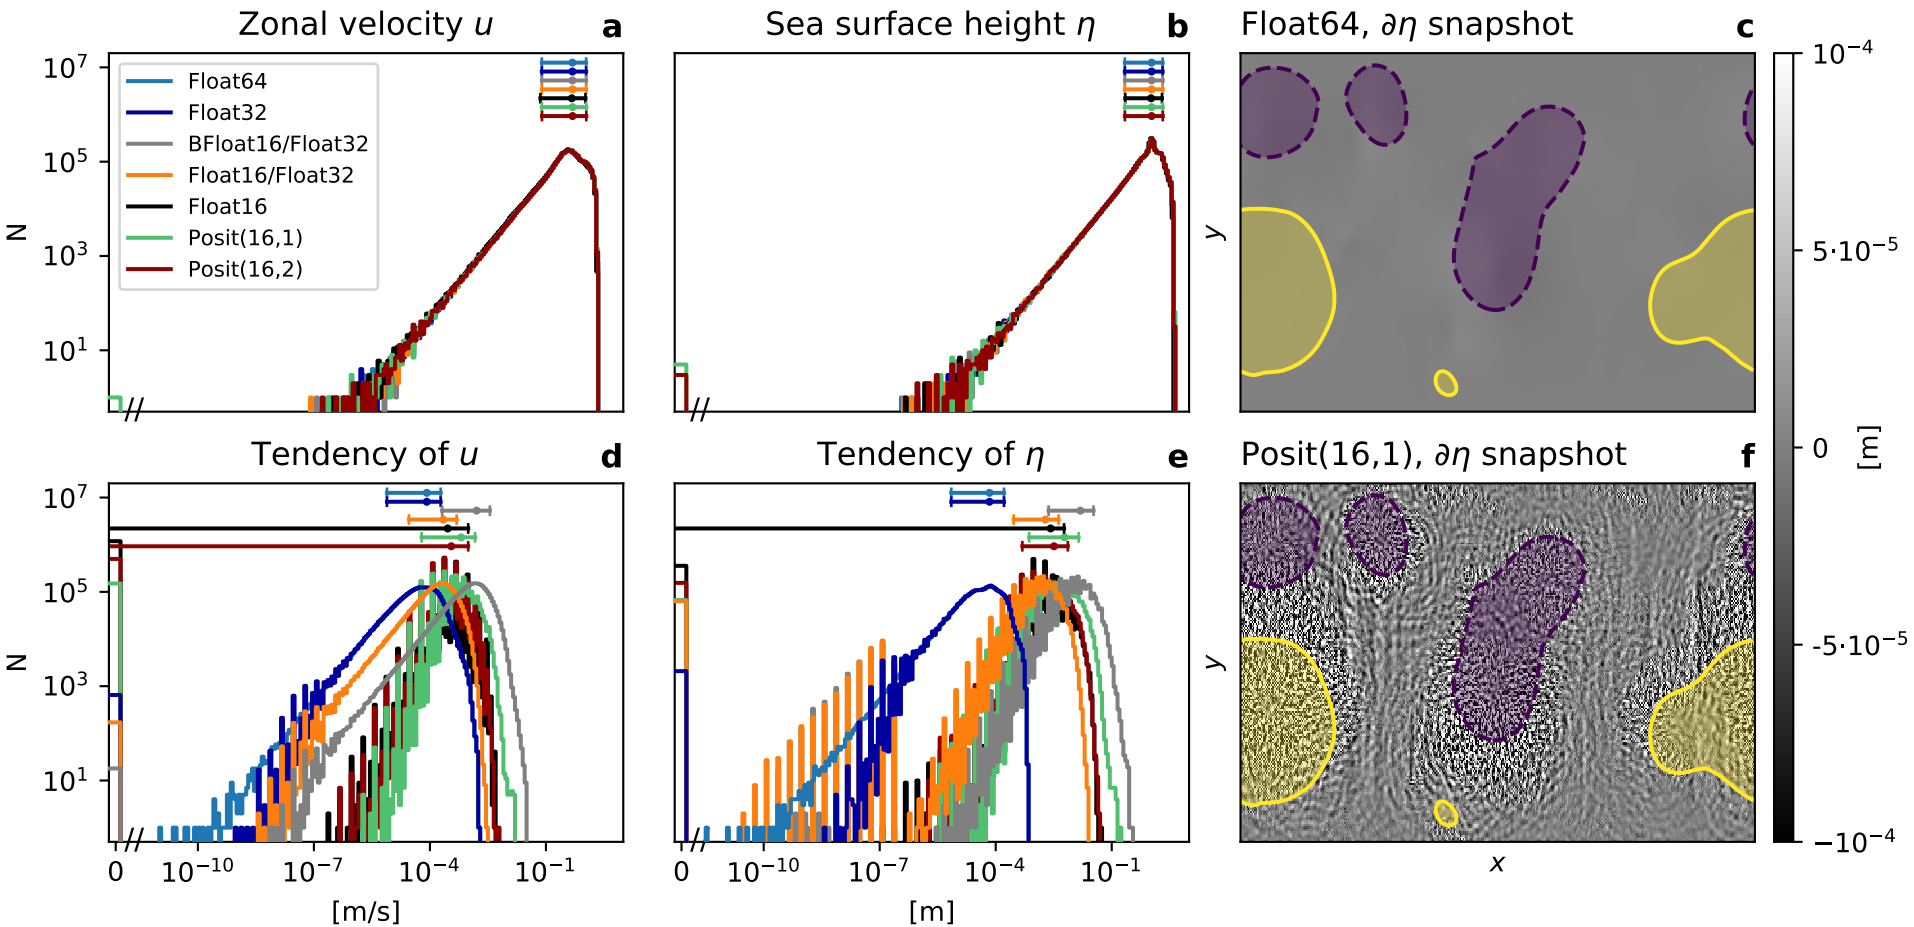 Zonal velocity u a
Sea surface height η b
Float64, ∂η snapshot c
10⁷
10⁵
10³
10¹
N
Float64
Float32
BFloat16/Float32
Float16/Float32
Float16
Posit(16,1)
Posit(16,2)
y
10⁻⁴
5·10⁻⁵
0
-5·10⁻⁵
−10⁻⁴
[m]
Tendency of u d
Tendency of η e
Posit(16,1), ∂η snapshot f
10⁷
10⁵
10³
10¹
N
y
0 10⁻¹⁰ 10⁻⁷ 10⁻⁴ 10⁻¹
0 10⁻¹⁰ 10⁻⁷ 10⁻⁴ 10⁻¹
x
[m/s]
[m]